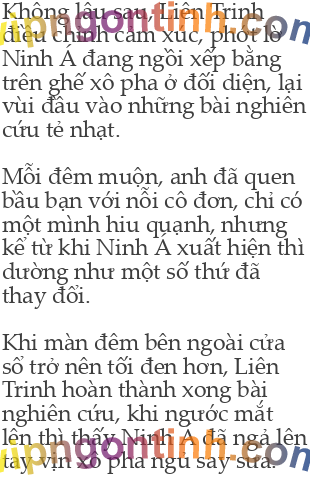 Không lâu sau, Liên Trinh
điều chỉnh cảm xúc, phớt lờ
Ninh Á đang ngồi xếp bằng
trên ghế xô pha ở đối diện, lại
vùi đầu vào những bài nghiên
cứu tẻ nhạt.
Mỗi đêm muộn, anh đã quen
bầu bạn với nỗi cô đơn, chỉ có
một mình hiu quạnh, nhưng
kể từ khi Ninh Á xuất hiện thì
dường như một số thứ đã
thay đổi.
Khi màn đêm bên ngoài cửa
sổ trở nên tối đen hơn, Liên
Trinh hoàn thành xong bài
nghiên cứu, khi ngước mắt
lên thì thấy Ninh Á đã ngả lên
tay vịn xô pha ngủ say sưa.